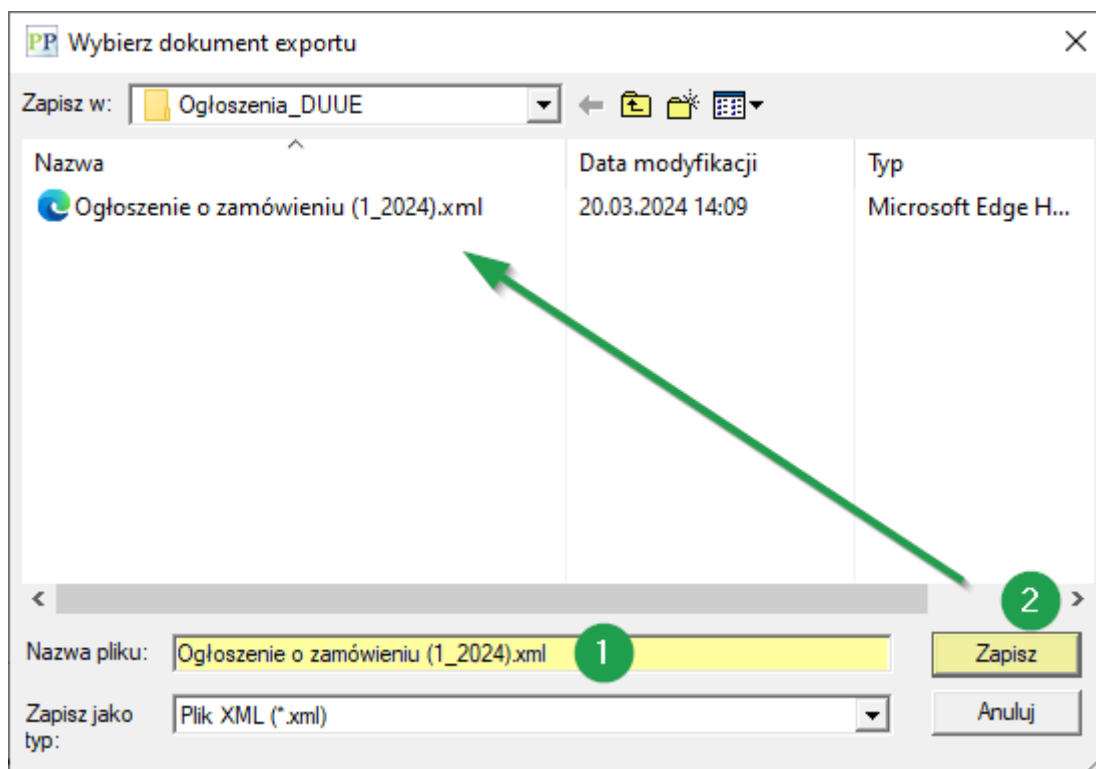 PP Wybierz dokument exportu
Zapisz w: Ogłoszenia_DUUE
Nazwa Data modyfikacji Typ
Ogłoszenie o zamówieniu (1_2024).xml 20.03.2024 14:09 Microsoft Edge H...
2
Nazwa pliku: Ogłoszenie o zamówieniu (1_2024).xml 1 Zapisz
Zapisz jako typ: Plik XML (*.xml) Anuluj